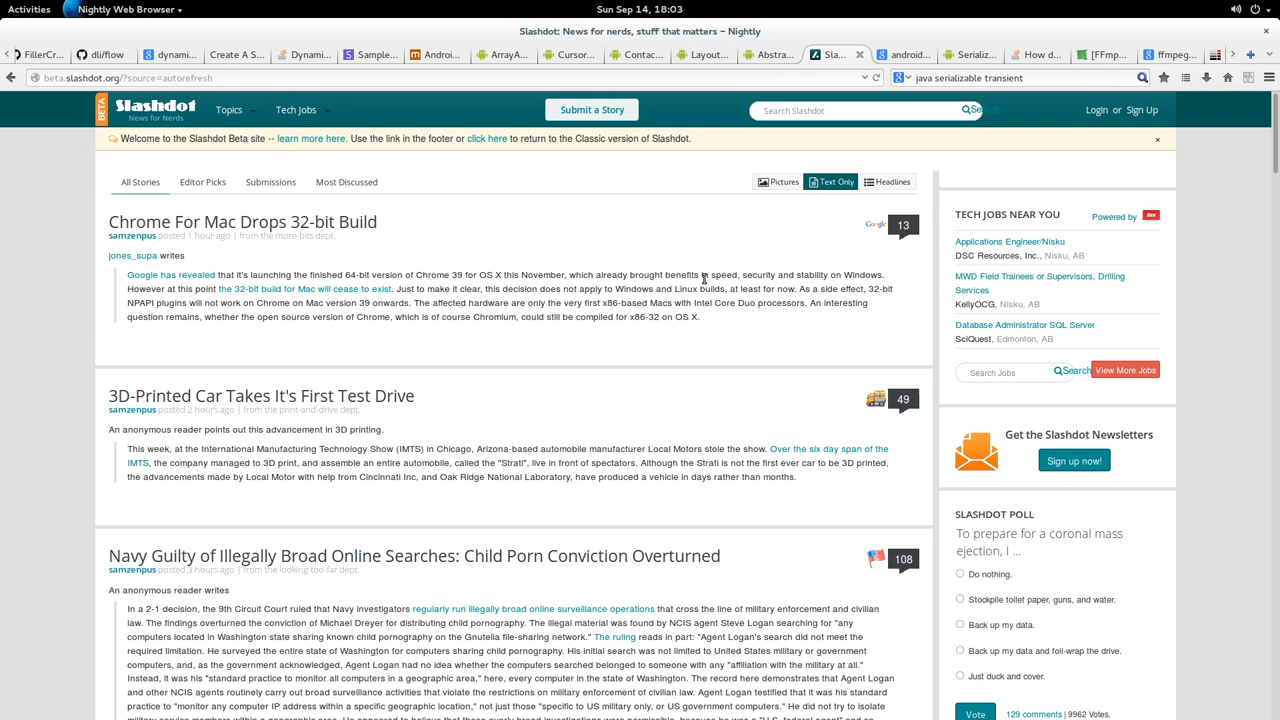 Activities Nightly Web Browser Sun Sep 14, 18:03
Slashdot: News for nerds, stuff that matters – Nightly
FillerCr... dli/flow dynami... Create A S... Dynami... Sample... Androi... ArrayA... Cursor... Contac... Layout... Abstra... Sla... android... Serializ... How d... [FFmp... ffmpeg...
beta.slashdot.org/?source=autorefresh java serializable transient
BETA Slashdot Topics Tech Jobs Submit a Story Search Slashdot Search Login or Sign Up
News for Nerds
Welcome to the Slashdot Beta site -- learn more here. Use the link in the footer or click here to return to the Classic version of Slashdot. ×
All Stories Editor Picks Submissions Most Discussed Pictures Text Only Headlines
Chrome For Mac Drops 32-bit Build
Google 13
samzenpus posted 1 hour ago | from the more-bits dept.
jones_supa writes
Google has revealed that it's launching the finished 64-bit version of Chrome 39 for OS X this November, which already brought benefits in speed, security and stability on Windows.
However at this point the 32-bit build for Mac will cease to exist. Just to make it clear, this decision does not apply to Windows and Linux builds, at least for now. As a side effect, 32-bit
NPAPI plugins will not work on Chrome on Mac version 39 onwards. The affected hardware are only the very first x86-based Macs with Intel Core Duo processors. An interesting
question remains, whether the open source version of Chrome, which is of course Chromium, could still be compiled for x86-32 on OS X.
3D-Printed Car Takes It's First Test Drive
49
samzenpus posted 2 hours ago | from the print-and-drive dept.
An anonymous reader points out this advancement in 3D printing.
This week, at the International Manufacturing Technology Show (IMTS) in Chicago, Arizona-based automobile manufacturer Local Motors stole the show. Over the six day span of the
IMTS, the company managed to 3D print, and assemble an entire automobile, called the "Strati", live in front of spectators. Although the Strati is not the first ever car to be 3D printed,
the advancements made by Local Motor with help from Cincinnati Inc, and Oak Ridge National Laboratory, have produced a vehicle in days rather than months.
Navy Guilty of Illegally Broad Online Searches: Child Porn Conviction Overturned
108
samzenpus posted 3 hours ago | from the looking-too-far dept.
An anonymous reader writes
In a 2-1 decision, the 9th Circuit Court ruled that Navy investigators regularly run illegally broad online surveillance operations that cross the line of military enforcement and civilian
law. The findings overturned the conviction of Michael Dreyer for distributing child pornography. The illegal material was found by NCIS agent Steve Logan searching for "any
computers located in Washington state sharing known child pornography on the Gnutella file-sharing network." The ruling reads in part: "Agent Logan's search did not meet the
required limitation. He surveyed the entire state of Washington for computers sharing child pornography. His initial search was not limited to United States military or government
computers, and, as the government acknowledged, Agent Logan had no idea whether the computers searched belonged to someone with any "affiliation with the military at all."
Instead, it was his "standard practice to monitor all computers in a geographic area," here, every computer in the state of Washington. The record here demonstrates that Agent Logan
and other NCIS agents routinely carry out broad surveillance activities that violate the restrictions on military enforcement of civilian law. Agent Logan testified that it was his standard
practice to "monitor any computer IP address within a specific geographic location," not just those "specific to US military only, or US government computers." He did not try to isolate
TECH JOBS NEAR YOU Powered by
Applications Engineer/Nisku
DSC Resources, Inc., Nisku, AB
MWD Field Trainees or Supervisors, Drilling
Services
KellyOCG, Nisku, AB
Database Administrator SQL Server
SciQuest, Edmonton, AB
Search Jobs Search View More Jobs
Get the Slashdot Newsletters
Sign up now!
SLASHDOT POLL
To prepare for a coronal mass
ejection, I ...
Do nothing.
Stockpile toilet paper, guns, and water.
Back up my data.
Back up my data and foil-wrap the drive.
Just duck and cover.
Vote 129 comments | 9962 Votes.